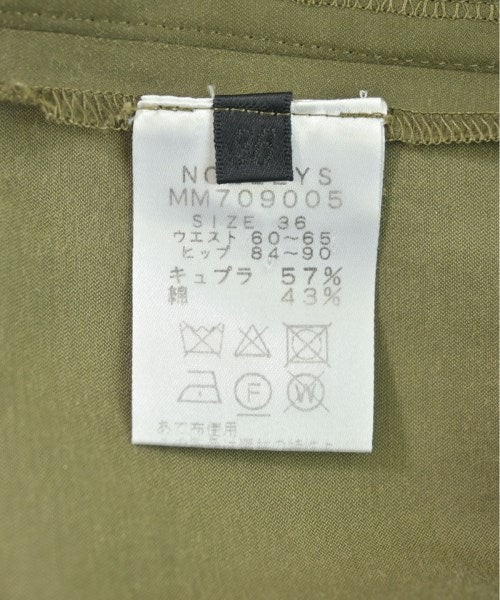 MM709005
SIZE 36
ウエスト 60～65
ヒップ 84～90
キュプラ 57%
綿 43%
F
W
あて布使用